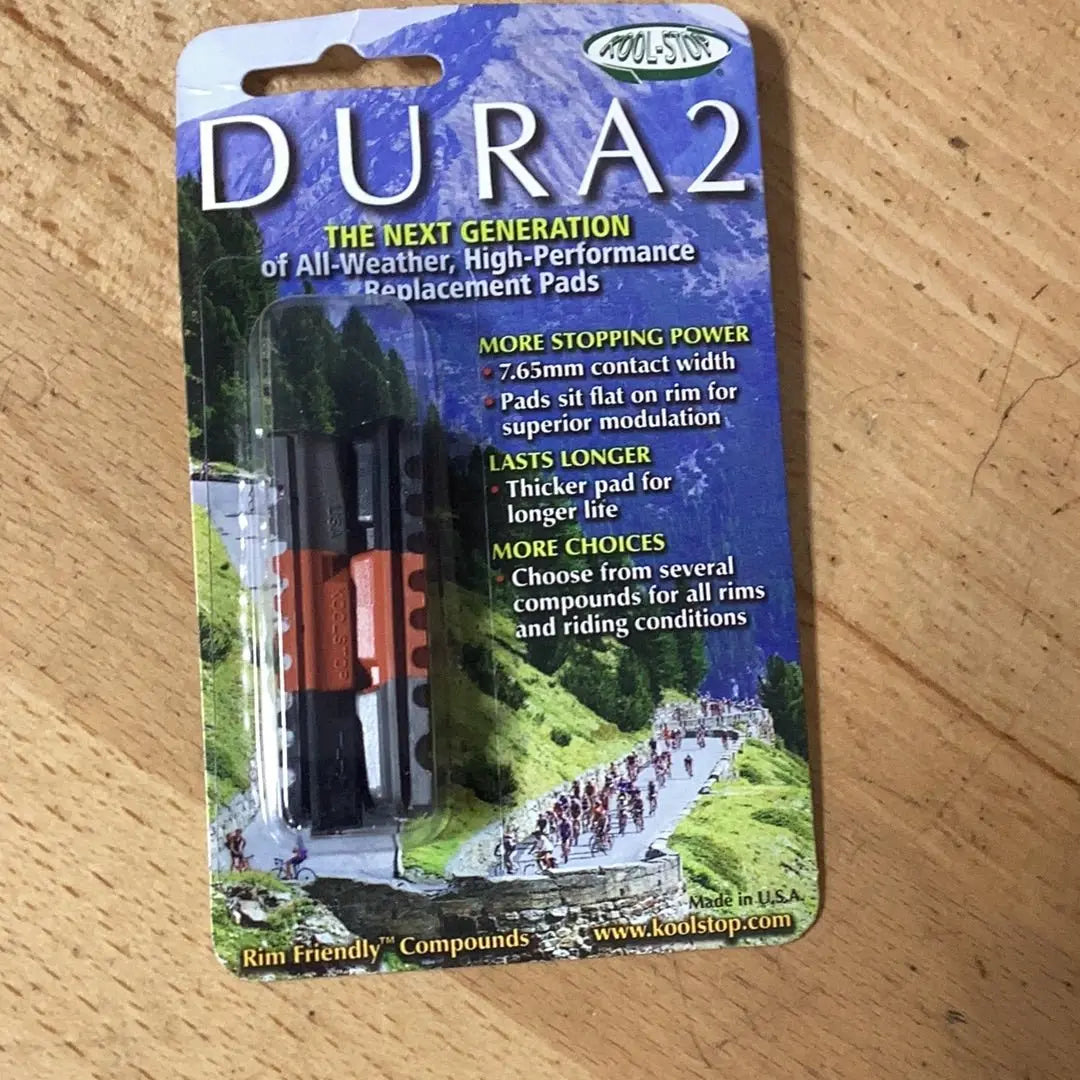 KOOL-STOP
DURA2
THE NEXT GENERATION
of All-Weather, High-Performance
Replacement Pads
MORE STOPPING POWER
• 7.65mm contact width
• Pads sit flat on rim for
superior modulation
LASTS LONGER
• Thicker pad for
longer life
MORE CHOICES
• Choose from several
compounds for all rims
and riding conditions
KOOL STOP
Made in U.S.A.
Rim Friendly™ Compounds
www.koolstop.com